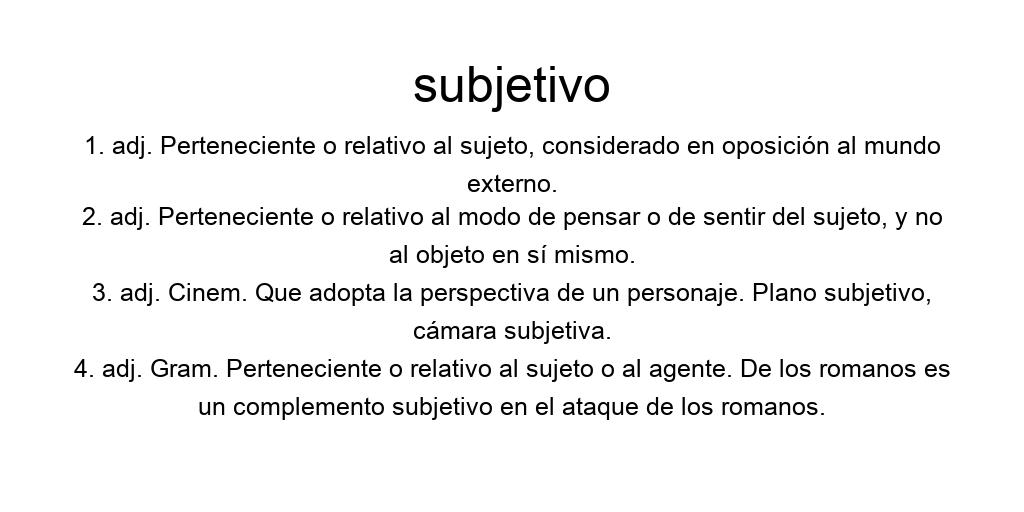 subjetivo
1. adj. Perteneciente o relativo al sujeto, considerado en oposición al mundo
externo.
2. adj. Perteneciente o relativo al modo de pensar o de sentir del sujeto, y no
al objeto en sí mismo.
3. adj. Cinem. Que adopta la perspectiva de un personaje. Plano subjetivo,
cámara subjetiva.
4. adj. Gram. Perteneciente o relativo al sujeto o al agente. De los romanos es
un complemento subjetivo en el ataque de los romanos.